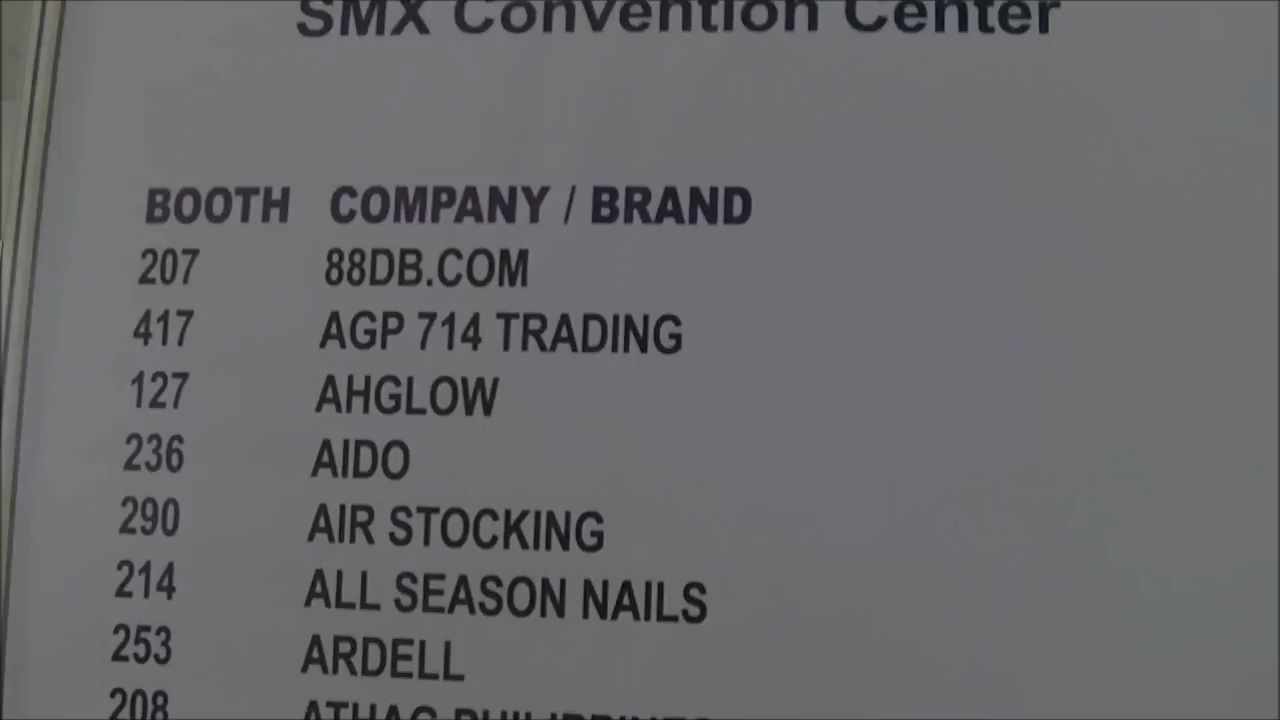 SMX Convention Center
BOOTH COMPANY / BRAND
207 88DB.COM
417 AGP 714 TRADING
127 AHGLOW
236 AIDO
290 AIR STOCKING
214 ALL SEASON NAILS
253 ARDELL
208 PHILIPPINES